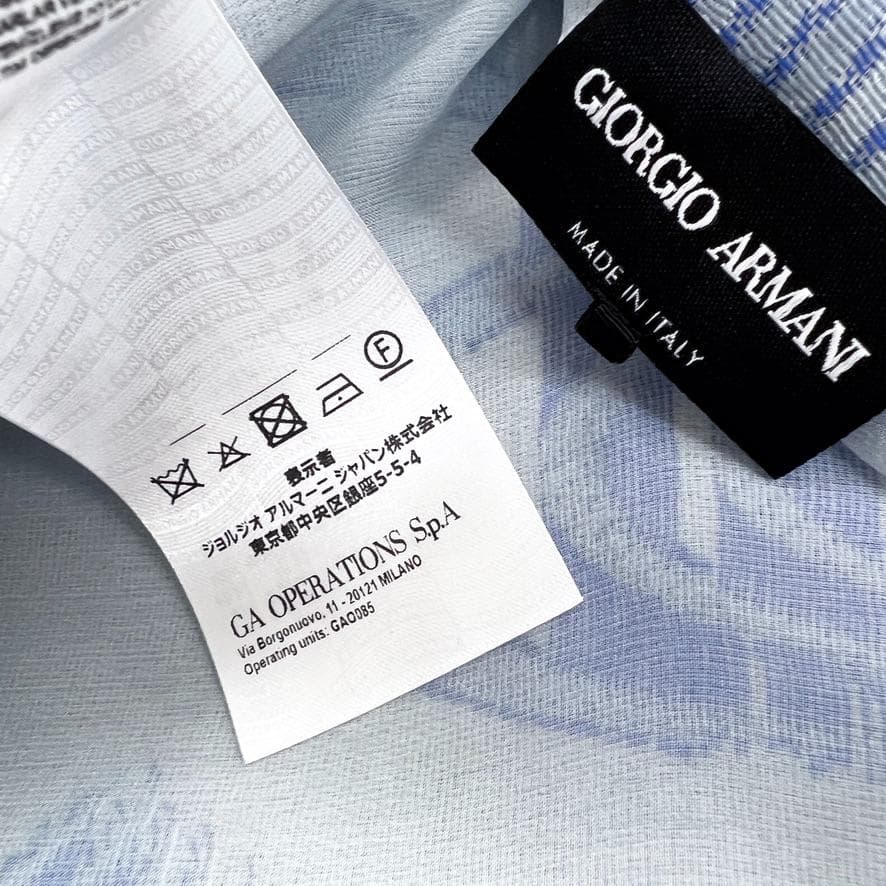 GIORGIO ARMANI
MADE IN ITALY
F
表示者
ジョルジオ アルマーニ ジャパン株式会社
東京都中央区銀座5-5-4
GA OPERATIONS S.p.A
Via Borgonuovo, 11 - 20121 MILANO
Operating units: GAO085